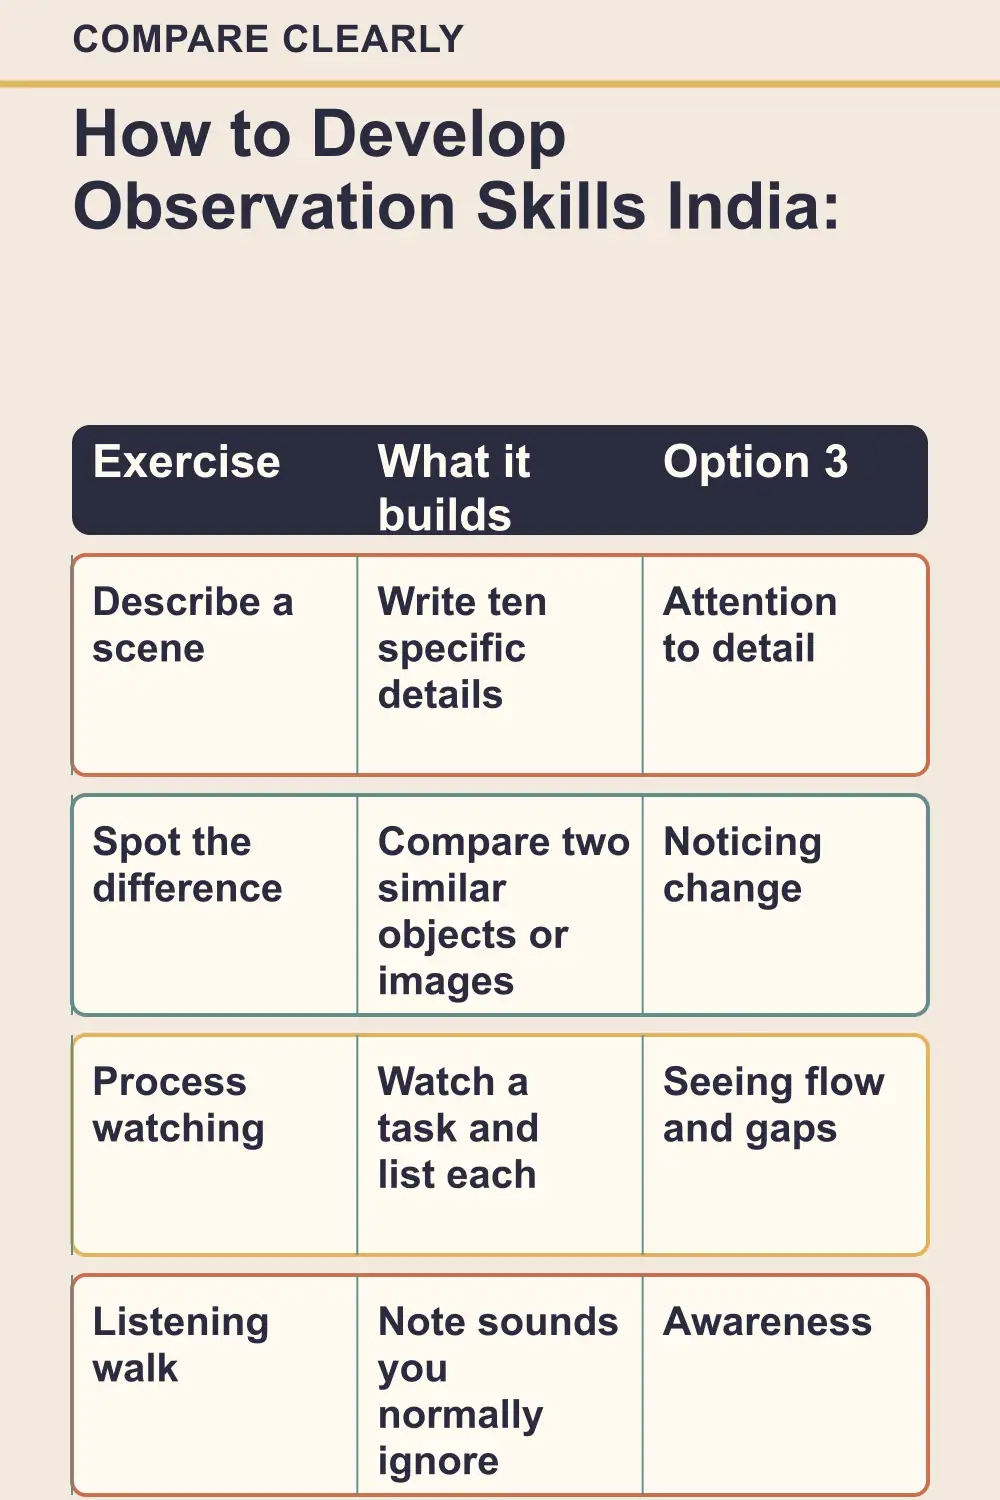 COMPARE CLEARLY
How to Develop
Observation Skills India:
Exercise
What it
builds
Option 3
Describe a
scene
Write ten
specific
details
Attention
to detail
Spot the
difference
Compare two
similar
objects or
images
Noticing
change
Process
watching
Watch a
task and
list each
Seeing flow
and gaps
Listening
walk
Note sounds
you
normally
ignore
Awareness